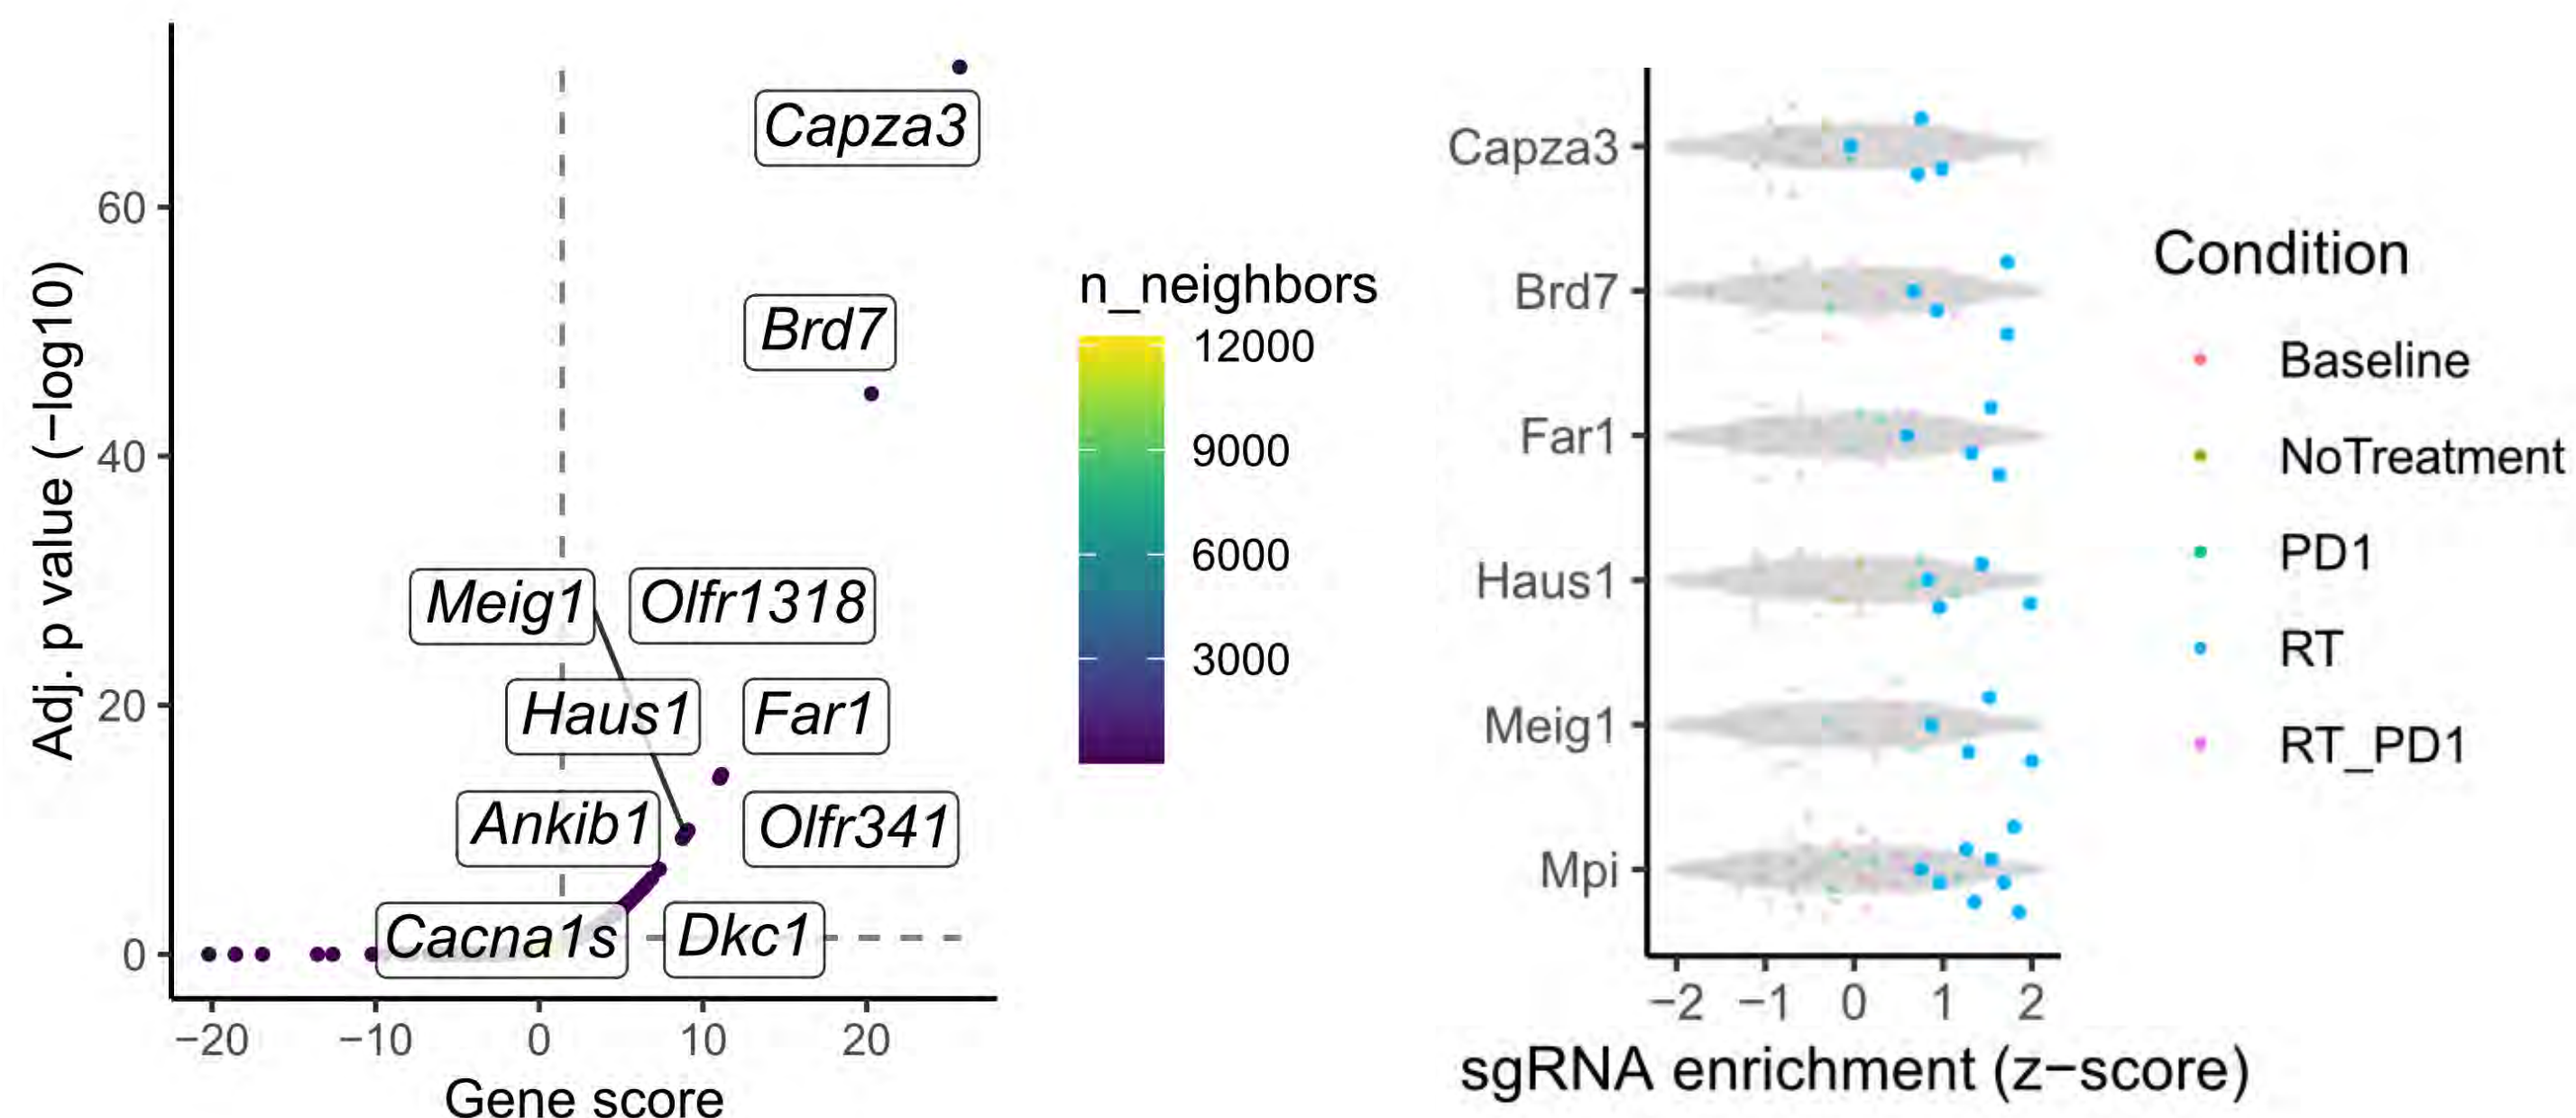 Adj. p value (−log10)
60
40
20
0
Capza3
Brd7
Meig1
Olfr1318
Haus1
Far1
Ankib1
Olfr341
Cacna1s
Dkc1
−20
−10
0
10
20
Gene score
n_neighbors
12000
9000
6000
3000
Capza3
Brd7
Far1
Haus1
Meig1
Mpi
−2
−1
0
1
2
sgRNA enrichment (z−score)
Condition
Baseline
NoTreatment
PD1
RT
RT_PD1